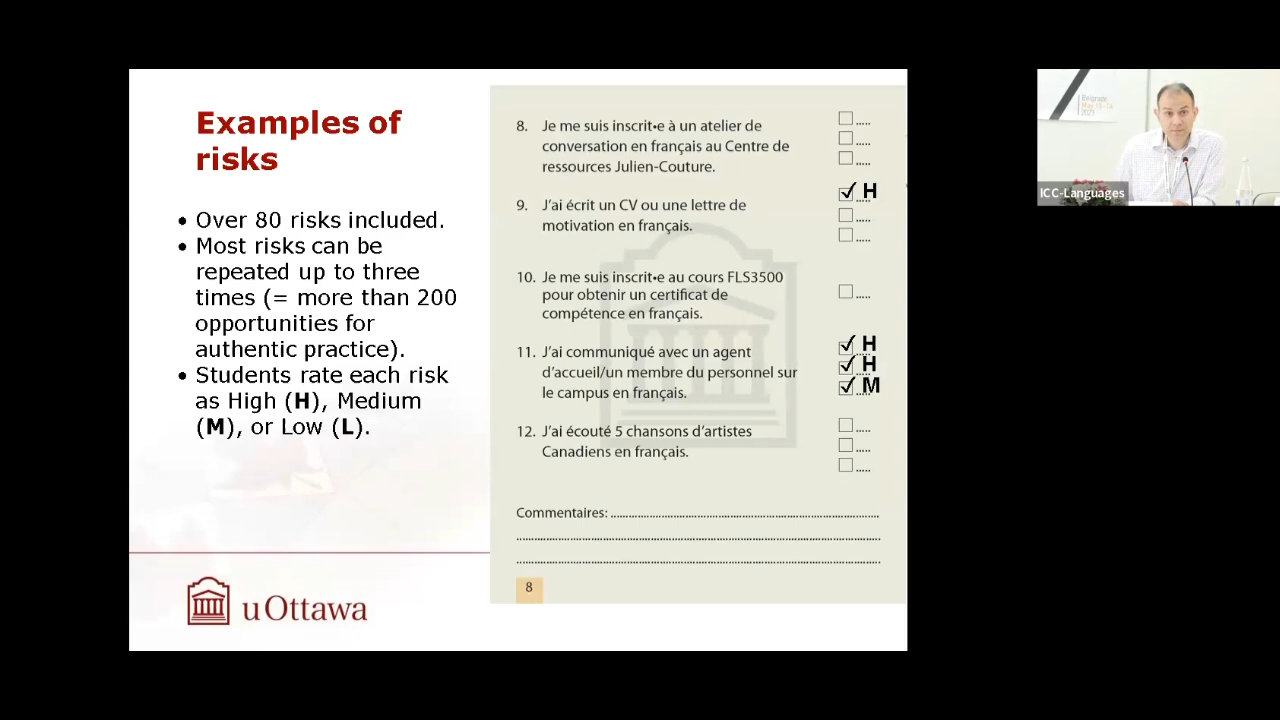 Examples of
risks
• Over 80 risks included.
• Most risks can be
repeated up to three
times (= more than 200
opportunities for
authentic practice).
• Students rate each risk
as High (H), Medium
(M), or Low (L).
uOttawa
8. Je me suis inscrit•e à un atelier de
conversation en français au Centre de
ressources Julien-Couture.
9. J'ai écrit un CV ou une lettre de
motivation en français.
H
10. Je me suis inscrit•e au cours FLS3500
pour obtenir un certificat de
compétence en français.
11. J'ai communiqué avec un agent
d'accueil/un membre du personnel sur
le campus en français.
H
H
M
12. J'ai écouté 5 chansons d'artistes
Canadiens en français.
Commentaires:
8
Belgrade
May 13-14
2023
ICC-Languages